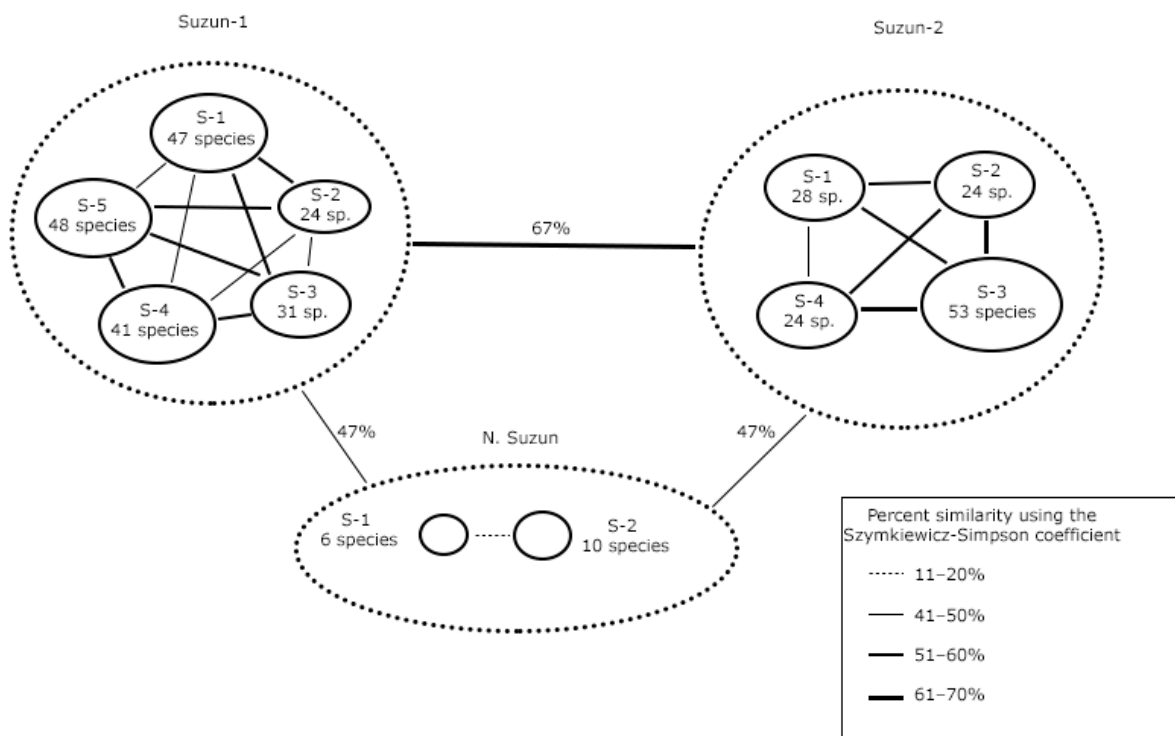 Suzun-1
Suzun-2
S-1
47 species
S-2
24 sp.
S-5
48 species
S-3
31 sp.
S-4
41 species
67%
S-1
28 sp.
S-2
24 sp.
S-4
24 sp.
S-3
53 species
47%
47%
N. Suzun
S-1
6 species
S-2
10 species
Percent similarity using the
Szymkiewicz-Simpson coefficient
11–20%
41–50%
51–60%
61–70%